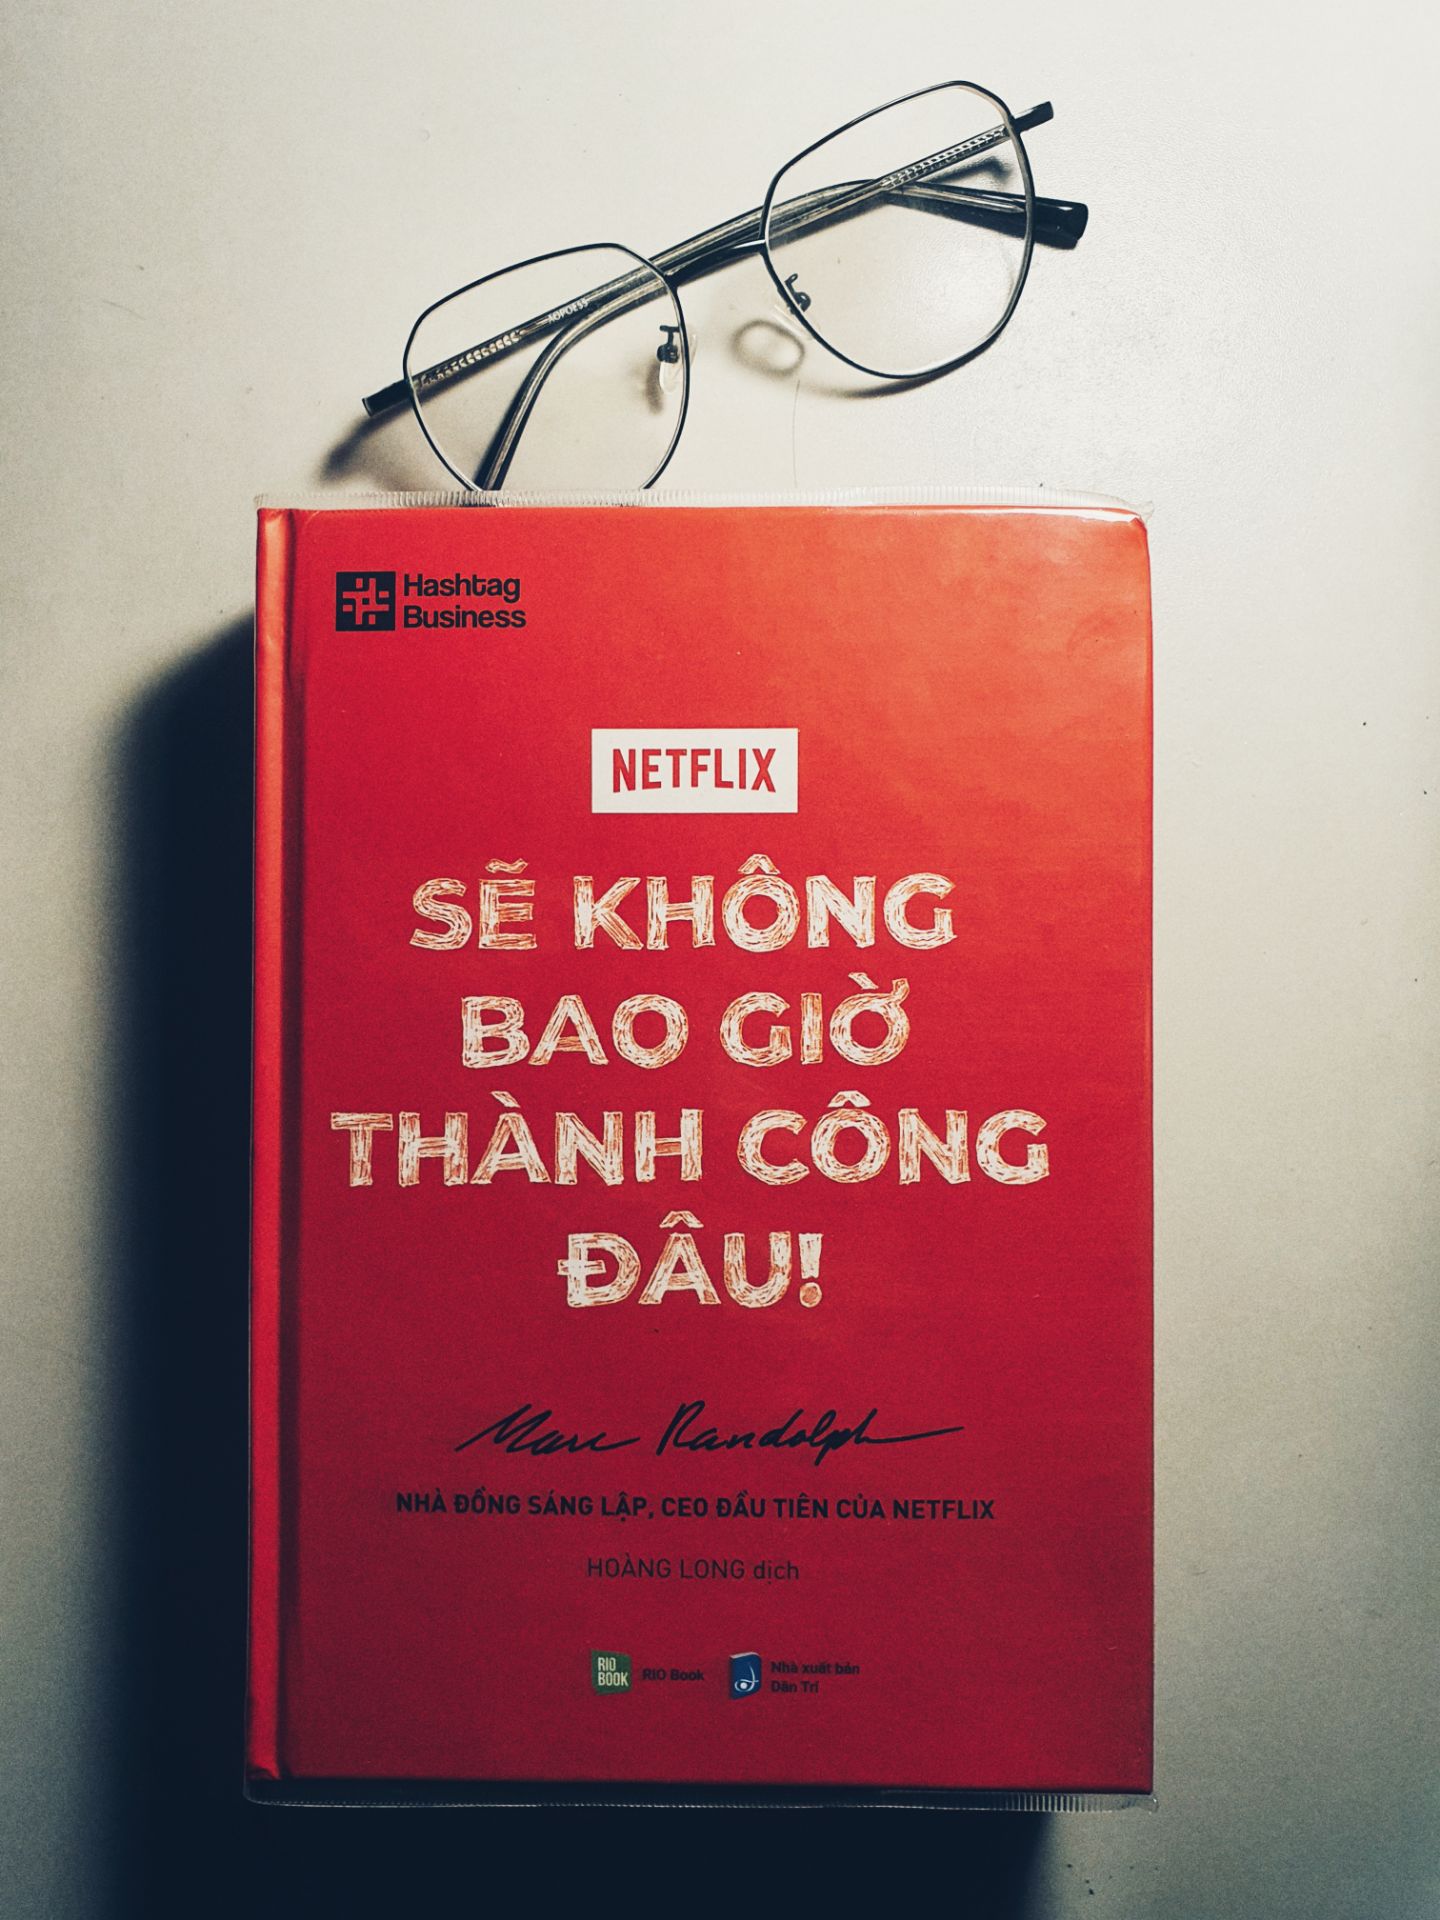 AOPOESS
Hashtag
Business
NETFLIX
SẼ KHÔNG
BAO GIỜ
THÀNH CÔNG
ĐÂU!
Marc Randolph
NHÀ ĐỒNG SÁNG LẬP, CEO ĐẦU TIÊN CỦA NETFLIX
HOÀNG LONG dịch
RIO
BOOK
RIO Book
Nhà xuất bản
Dân Trí